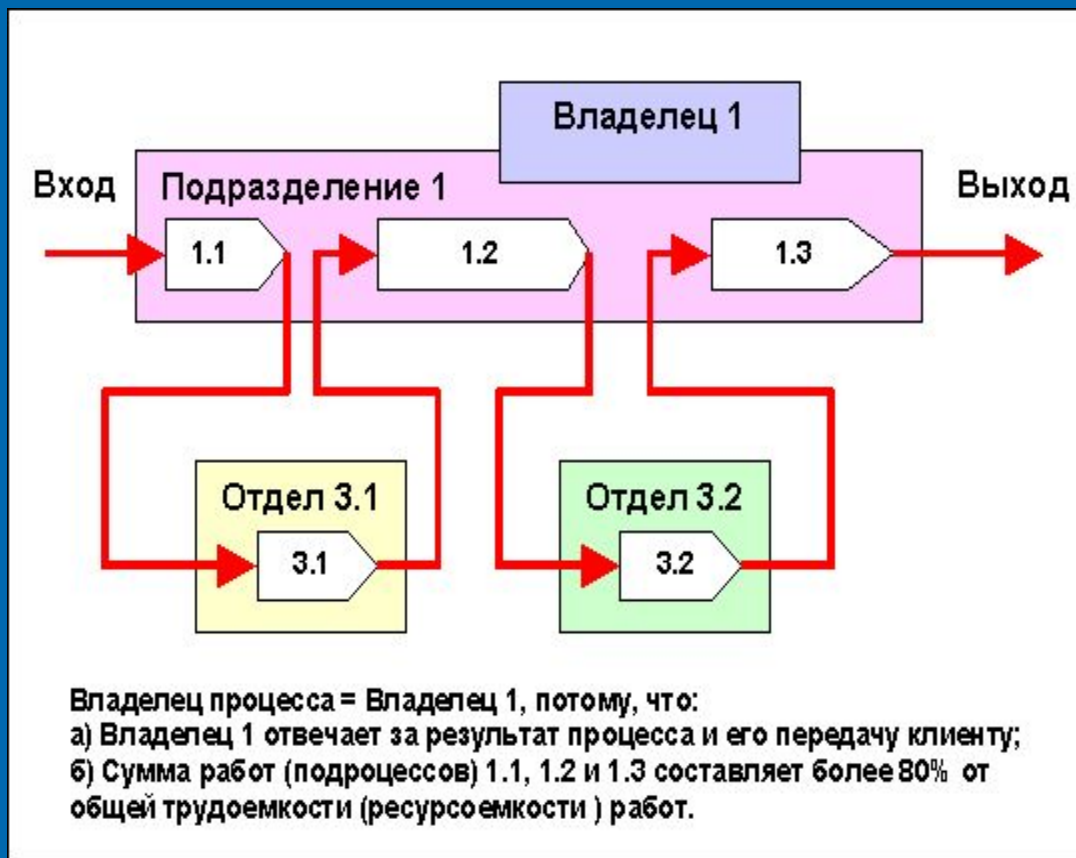 Владелец 1
Вход
Подразделение 1
Выход
1.1
1.2
1.3
Отдел 3.1
Отдел 3.2
3.1
3.2
Владелец процесса = Владелец 1, потому, что:
а) Владелец 1 отвечает за результат процесса и его передачу клиенту;
б) Сумма работ (подроцессов) 1.1, 1.2 и 1.3 составляет более 80% от
общей трудоемкости (ресурсоемкости ) работ.